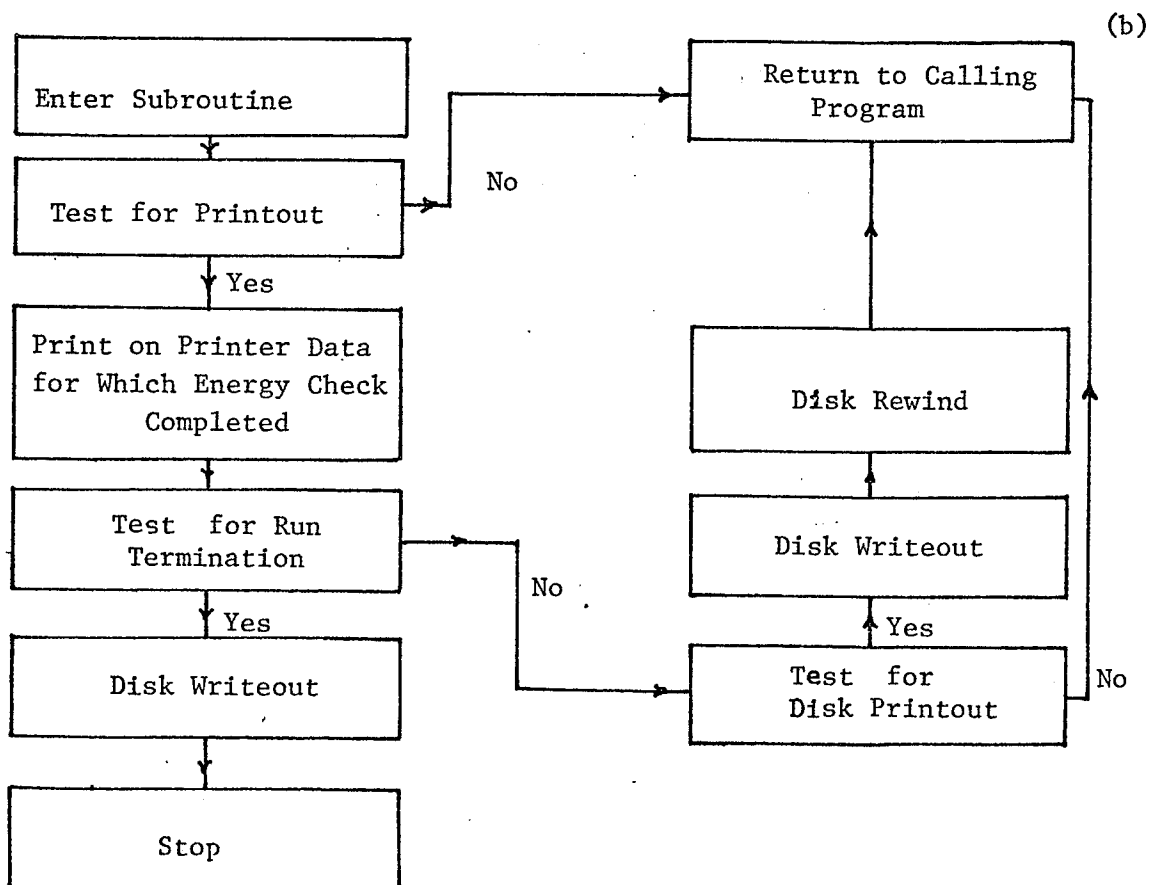 (b)
Enter Subroutine
Test for Printout
No
Yes
Print on Printer Data
for Which Energy Check
Completed
Test for Run
Termination
No
Yes
Disk Writeout
Stop
Return to Calling
Program
Disk Rewind
Disk Writeout
Yes
Test for
Disk Printout
No